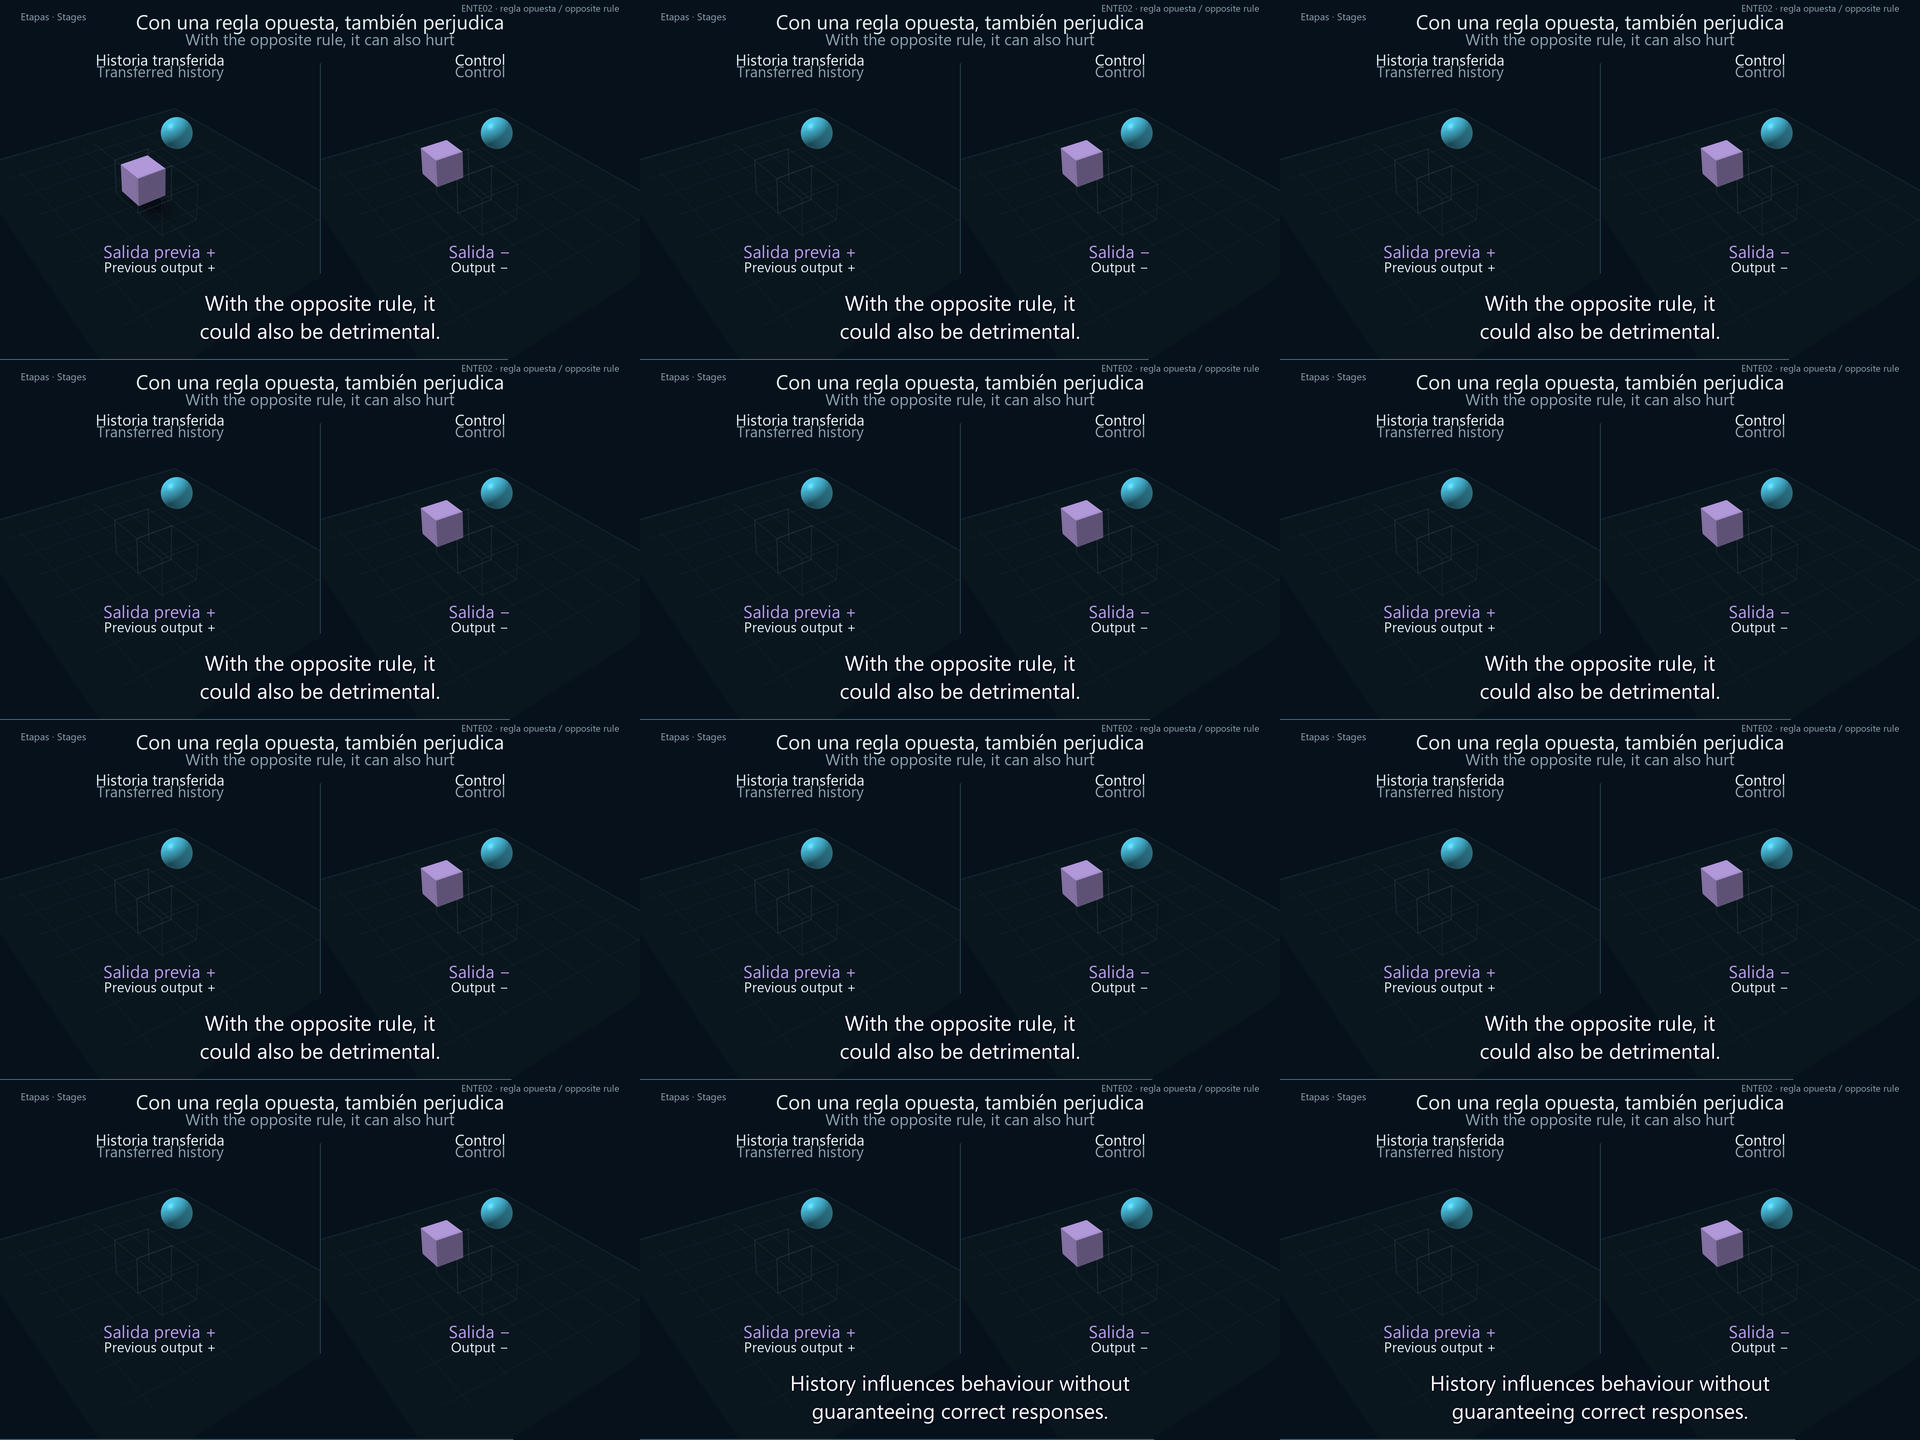 ENTE02 · regla opuesta / opposite rule
Etapas · Stages
Con una regla opuesta, también perjudica
With the opposite rule, it can also hurt
Historia transferida
Transferred history
Control
Control
Salida previa +
Previous output +
Salida −
Output −
With the opposite rule, it
could also be detrimental.
ENTE02 · regla opuesta / opposite rule
Etapas · Stages
Con una regla opuesta, también perjudica
With the opposite rule, it can also hurt
Historia transferida
Transferred history
Control
Control
Salida previa +
Previous output +
Salida −
Output −
With the opposite rule, it
could also be detrimental.
ENTE02 · regla opuesta / opposite rule
Etapas · Stages
Con una regla opuesta, también perjudica
With the opposite rule, it can also hurt
Historia transferida
Transferred history
Control
Control
Salida previa +
Previous output +
Salida −
Output −
With the opposite rule, it
could also be detrimental.
ENTE02 · regla opuesta / opposite rule
Etapas · Stages
Con una regla opuesta, también perjudica
With the opposite rule, it can also hurt
Historia transferida
Transferred history
Control
Control
Salida previa +
Previous output +
Salida −
Output −
With the opposite rule, it
could also be detrimental.
ENTE02 · regla opuesta / opposite rule
Etapas · Stages
Con una regla opuesta, también perjudica
With the opposite rule, it can also hurt
Historia transferida
Transferred history
Control
Control
Salida previa +
Previous output +
Salida −
Output −
With the opposite rule, it
could also be detrimental.
ENTE02 · regla opuesta / opposite rule
Etapas · Stages
Con una regla opuesta, también perjudica
With the opposite rule, it can also hurt
Historia transferida
Transferred history
Control
Control
Salida previa +
Previous output +
Salida −
Output −
With the opposite rule, it
could also be detrimental.
ENTE02 · regla opuesta / opposite rule
Etapas · Stages
Con una regla opuesta, también perjudica
With the opposite rule, it can also hurt
Historia transferida
Transferred history
Control
Control
Salida previa +
Previous output +
Salida −
Output −
With the opposite rule, it
could also be detrimental.
ENTE02 · regla opuesta / opposite rule
Etapas · Stages
Con una regla opuesta, también perjudica
With the opposite rule, it can also hurt
Historia transferida
Transferred history
Control
Control
Salida previa +
Previous output +
Salida −
Output −
With the opposite rule, it
could also be detrimental.
ENTE02 · regla opuesta / opposite rule
Etapas · Stages
Con una regla opuesta, también perjudica
With the opposite rule, it can also hurt
Historia transferida
Transferred history
Control
Control
Salida previa +
Previous output +
Salida −
Output −
With the opposite rule, it
could also be detrimental.
ENTE02 · regla opuesta / opposite rule
Etapas · Stages
Con una regla opuesta, también perjudica
With the opposite rule, it can also hurt
Historia transferida
Transferred history
Control
Control
Salida previa +
Previous output +
Salida −
Output −
ENTE02 · regla opuesta / opposite rule
Etapas · Stages
Con una regla opuesta, también perjudica
With the opposite rule, it can also hurt
Historia transferida
Transferred history
Control
Control
Salida previa +
Previous output +
Salida −
Output −
History influences behaviour without
guaranteeing correct responses.
ENTE02 · regla opuesta / opposite rule
Etapas · Stages
Con una regla opuesta, también perjudica
With the opposite rule, it can also hurt
Historia transferida
Transferred history
Control
Control
Salida previa +
Previous output +
Salida −
Output −
History influences behaviour without
guaranteeing correct responses.